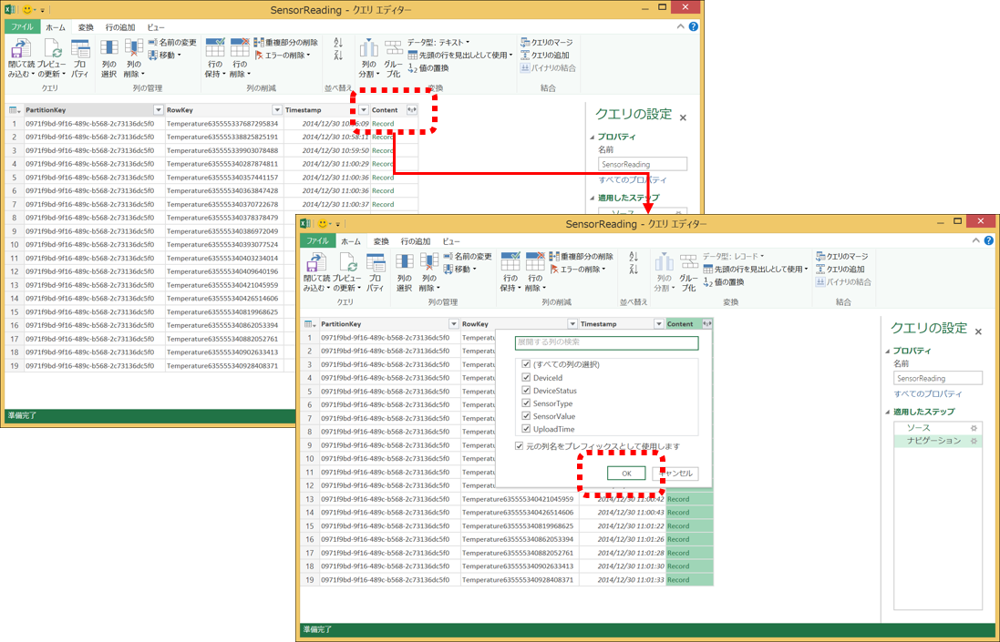 SensorReading - クエリ エディター
ファイル ホーム 変換 行の追加 ビュー
閉じて読み込む プレビューの更新 プロパティ
クエリ
列の選択 列の削除 名前の変更 移動
列の管理
行の保持 行の削除 重複部分の削除 エラーの削除
列の削減
並べ替え
列の分割 グループ化 データ型: テキスト 先頭の行を見出しとして使用 値の置換
変換
クエリのマージ クエリの追加 バイナリの結合
結合
PartitionKey RowKey Timestamp Content
1 0971f9bd-9f16-489c-b568-2c73136dc5f0 Temperature635555337687295834 2014/12/30 10:56:09 Record
2 0971f9bd-9f16-489c-b568-2c73136dc5f0 Temperature635555338825825191 2014/12/30 10:58:11 Record
3 0971f9bd-9f16-489c-b568-2c73136dc5f0 Temperature635555339903078488 2014/12/30 10:59:50 Record
4 0971f9bd-9f16-489c-b568-2c73136dc5f0 Temperature635555340287874811 2014/12/30 11:00:29 Record
5 0971f9bd-9f16-489c-b568-2c73136dc5f0 Temperature635555340357441157 2014/12/30 11:00:36 Record
6 0971f9bd-9f16-489c-b568-2c73136dc5f0 Temperature635555340363847428 2014/12/30 11:00:36 Record
7 0971f9bd-9f16-489c-b568-2c73136dc5f0 Temperature635555340370722678 2014/12/30 11:00:37 Record
8 0971f9bd-9f16-489c-b568-2c73136dc5f0 Temperature635555340378378479
9 0971f9bd-9f16-489c-b568-2c73136dc5f0 Temperature635555340386972049
10 0971f9bd-9f16-489c-b568-2c73136dc5f0 Temperature635555340393077524
11 0971f9bd-9f16-489c-b568-2c73136dc5f0 Temperature635555340403234014
12 0971f9bd-9f16-489c-b568-2c73136dc5f0 Temperature635555340409640196
13 0971f9bd-9f16-489c-b568-2c73136dc5f0 Temperature635555340421045959
14 0971f9bd-9f16-489c-b568-2c73136dc5f0 Temperature635555340426514606
15 0971f9bd-9f16-489c-b568-2c73136dc5f0 Temperature635555340819968625
16 0971f9bd-9f16-489c-b568-2c73136dc5f0 Temperature635555340862053394
17 0971f9bd-9f16-489c-b568-2c73136dc5f0 Temperature635555340882052761
18 0971f9bd-9f16-489c-b568-2c73136dc5f0 Temperature635555340902633413
19 0971f9bd-9f16-489c-b568-2c73136dc5f0 Temperature635555340928408371
クエリの設定
プロパティ
名前
SensorReading
すべてのプロパティ
適用したステップ
ソース
準備完了
SensorReading - クエリ エディター
ファイル ホーム 変換 行の追加 ビュー
閉じて読み込む プレビューの更新 プロパティ
クエリ
列の選択 列の削除 名前の変更 移動
列の管理
行の保持 行の削除 重複部分の削除 エラーの削除
列の削減
並べ替え
列の分割 グループ化 データ型: レコード 先頭の行を見出しとして使用 値の置換
変換
クエリのマージ クエリの追加 バイナリの結合
結合
PartitionKey RowKey Timestamp Content
1 0971f9bd-9f16-489c-b568-2c73136dc5f0 Tempera
2 0971f9bd-9f16-489c-b568-2c73136dc5f0 Tempera
3 0971f9bd-9f16-489c-b568-2c73136dc5f0 Tempera
4 0971f9bd-9f16-489c-b568-2c73136dc5f0 Tempera
5 0971f9bd-9f16-489c-b568-2c73136dc5f0 Tempera
6 0971f9bd-9f16-489c-b568-2c73136dc5f0 Tempera
7 0971f9bd-9f16-489c-b568-2c73136dc5f0 Tempera
8 0971f9bd-9f16-489c-b568-2c73136dc5f0 Tempera
9 0971f9bd-9f16-489c-b568-2c73136dc5f0 Tempera
10 0971f9bd-9f16-489c-b568-2c73136dc5f0 Tempera
11 0971f9bd-9f16-489c-b568-2c73136dc5f0 Tempera
12 0971f9bd-9f16-489c-b568-2c73136dc5f0
13 0971f9bd-9f16-489c-b568-2c73136dc5f0 Temperature635555340421045959 2014/12/30 11:00:42 Record
14 0971f9bd-9f16-489c-b568-2c73136dc5f0 Temperature635555340426514606 2014/12/30 11:00:43 Record
15 0971f9bd-9f16-489c-b568-2c73136dc5f0 Temperature635555340819968625 2014/12/30 11:01:22 Record
16 0971f9bd-9f16-489c-b568-2c73136dc5f0 Temperature635555340862053394 2014/12/30 11:01:26 Record
17 0971f9bd-9f16-489c-b568-2c73136dc5f0 Temperature635555340882052761 2014/12/30 11:01:28 Record
18 0971f9bd-9f16-489c-b568-2c73136dc5f0 Temperature635555340902633413 2014/12/30 11:01:30 Record
19 0971f9bd-9f16-489c-b568-2c73136dc5f0 Temperature635555340928408371 2014/12/30 11:01:33 Record
展開する列の検索
(すべての列の選択)
DeviceId
DeviceStatus
SensorType
SensorValue
UploadTime
元の列名をプレフィックスとして使用します
OK キャンセル
クエリの設定
プロパティ
名前
SensorReading
すべてのプロパティ
適用したステップ
ソース
ナビゲーション
準備完了